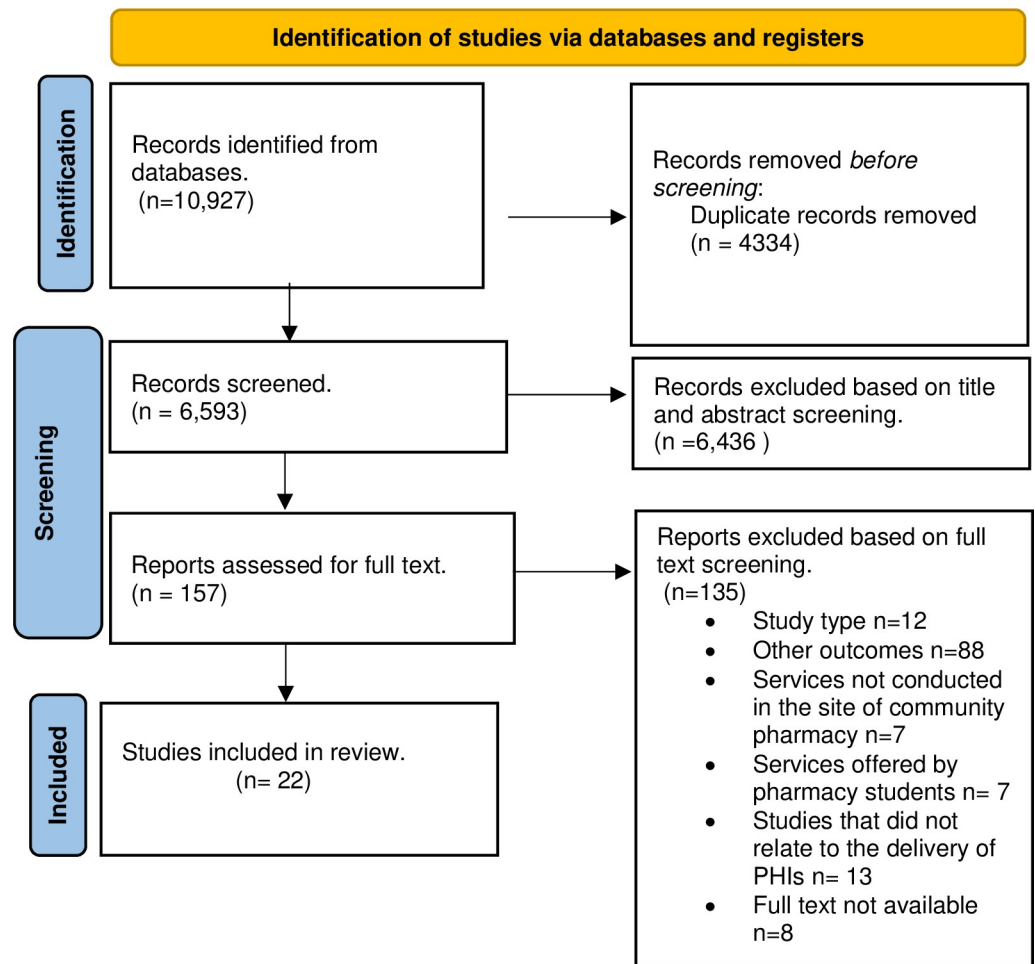 Identification of studies via databases and registers
Identification
Records identified from
databases.
(n=10,927)
Records removed before
screening:
Duplicate records removed
(n = 4334)
Screening
Records screened.
(n = 6,593)
Records excluded based on title
and abstract screening.
(n =6,436 )
Reports assessed for full text.
(n = 157)
Reports excluded based on full
text screening.
(n=135)
• Study type n=12
• Other outcomes n=88
• Services not conducted
in the site of community
pharmacy n=7
• Services offered by
pharmacy students n= 7
• Studies that did not
relate to the delivery of
PHIs n= 13
• Full text not available
n=8
Included
Studies included in review.
(n= 22)